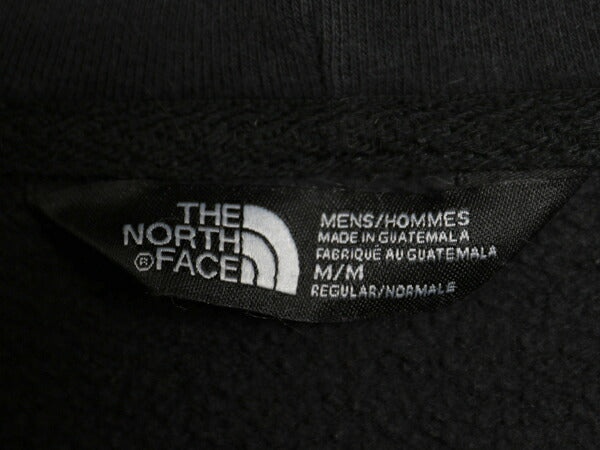 THE
NORTH
®FACE
MENS/HOMMES
MADE IN GUATEMALA
FABRIQUÉ AU GUATEMALA
M/M
REGULAR/NORMALE